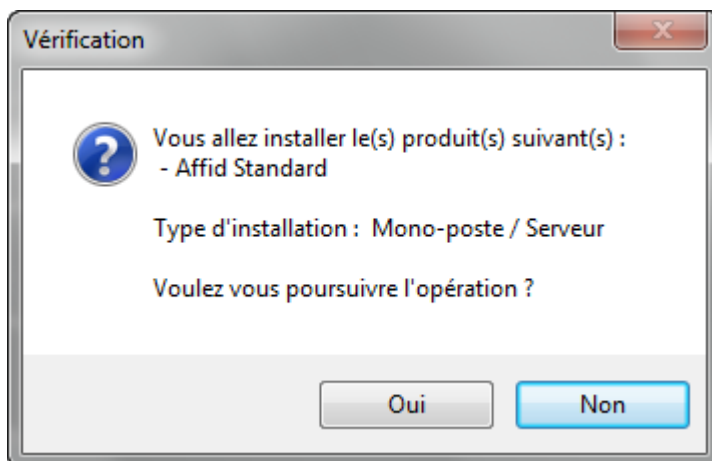 Vérification
Vous allez installer le(s) produit(s) suivant(s) :
- Affid Standard
Type d'installation : Mono-poste / Serveur
Voulez vous poursuivre l'opération ?
Oui
Non